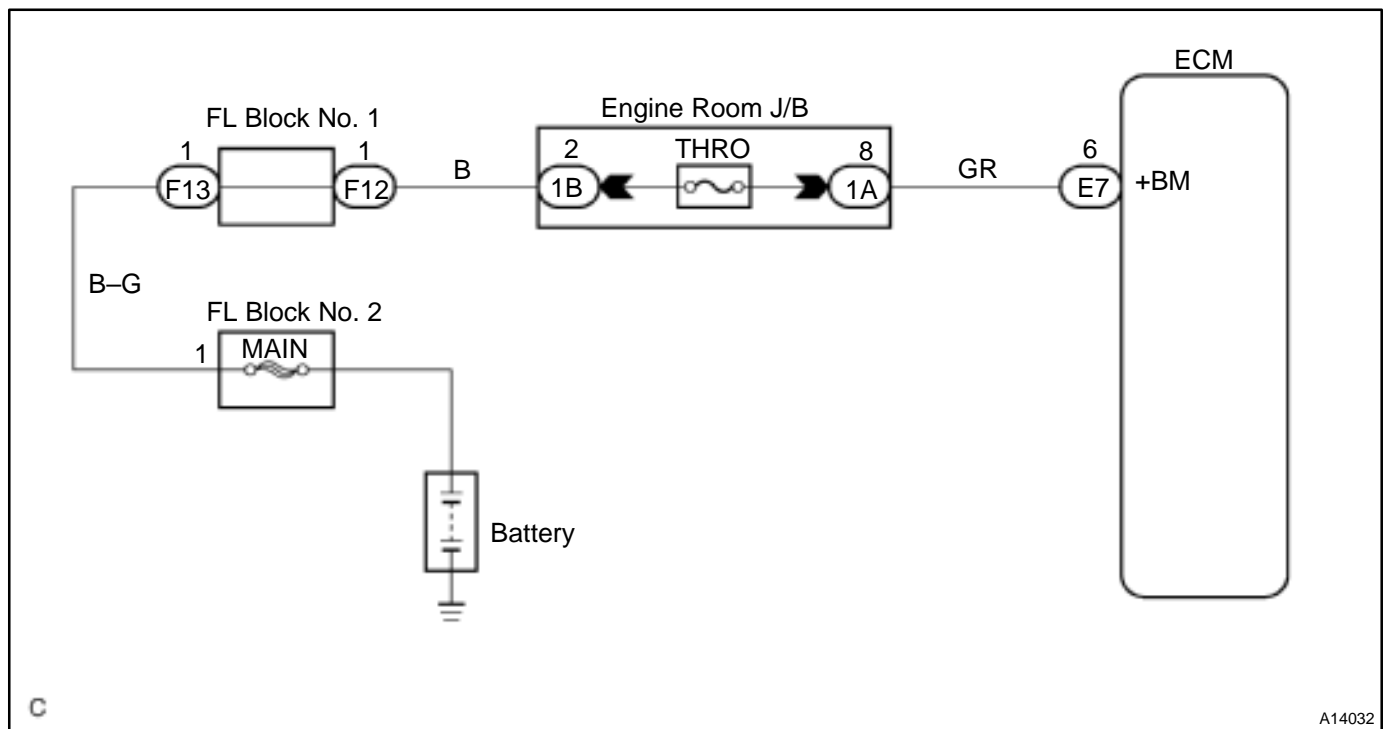 ECM
Engine Room J/B
FL Block No. 1
1 1 2 THRO 8 6
F13 F12 B 1B 1A GR E7 +BM
B–G
FL Block No. 2
1 MAIN
Battery
C
A14032